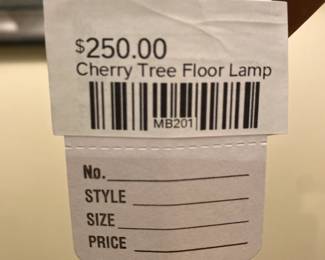 $250.00
Cherry Tree Floor Lamp
MB201
No.
STYLE
SIZE
PRICE